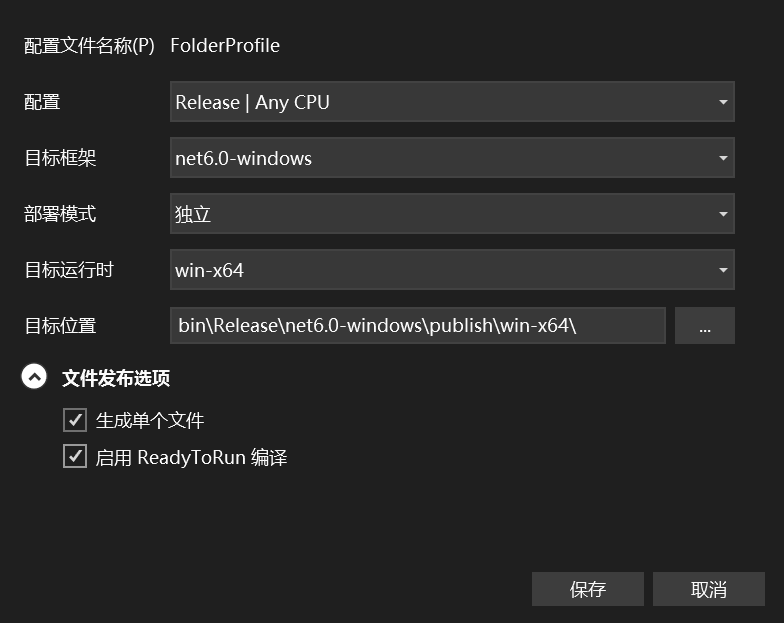 配置文件名称(P) FolderProfile
配置 Release | Any CPU
目标框架 net6.0-windows
部署模式 独立
目标运行时 win-x64
目标位置 bin\Release\net6.0-windows\publish\win-x64\ ...
文件发布选项
生成单个文件
启用 ReadyToRun 编译
保存 取消